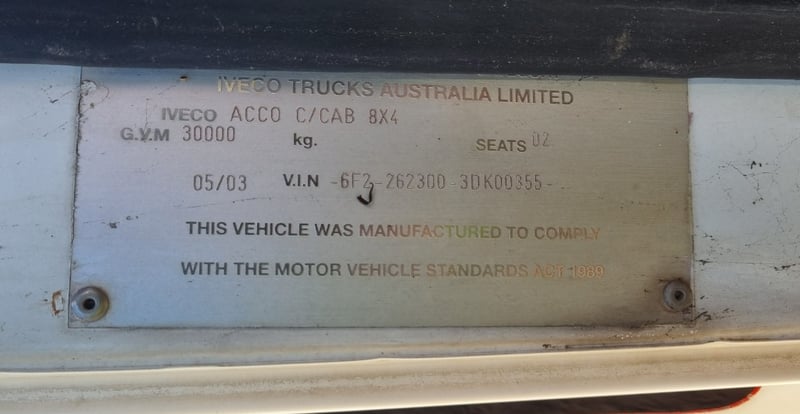 IVECO TRUCKS AUSTRALIA LIMITED
IVECO ACCO C/CAB 8X4
G.V.M 30000 kg. SEATS 02
05/03 V.I.N -6F2-262300-3DK00355-
THIS VEHICLE WAS MANUFACTURED TO COMPLY
WITH THE MOTOR VEHICLE STANDARDS ACT 1989